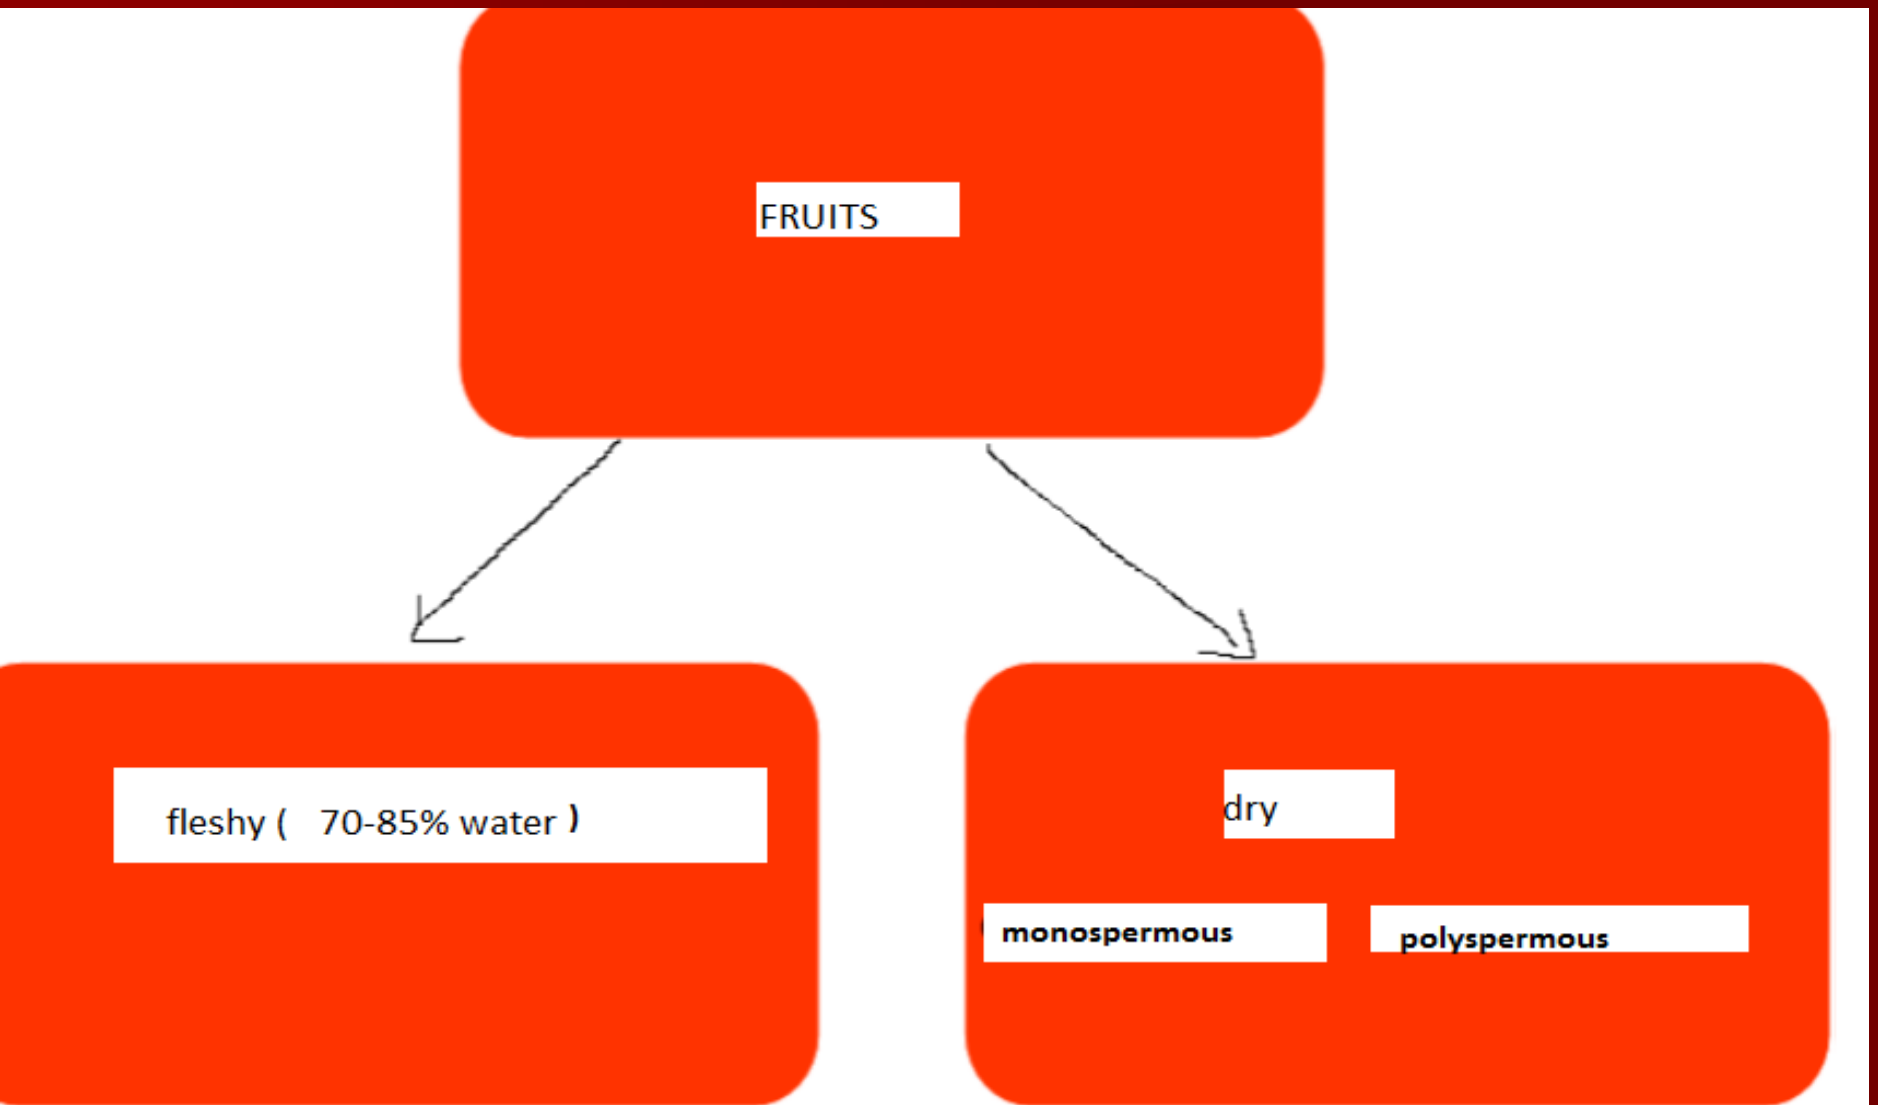 FRUITS
fleshy ( 70-85% water )
dry
monospermous
polyspermous